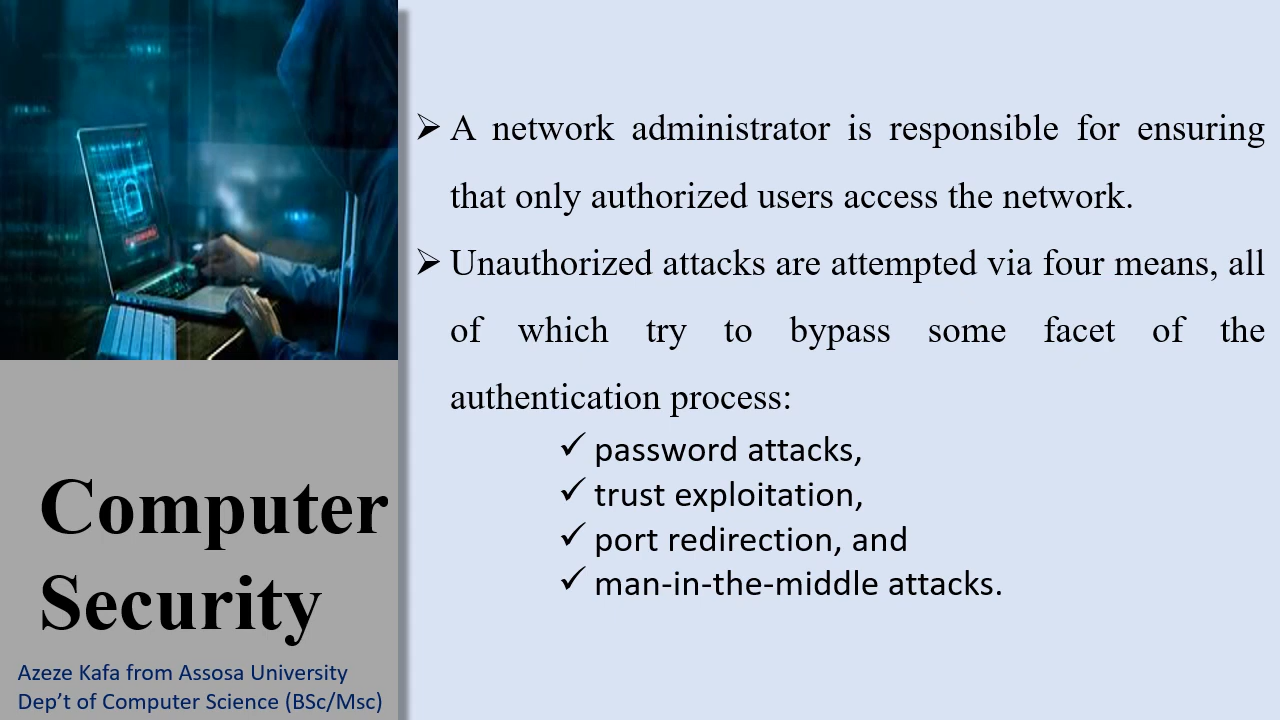 ➢ A network administrator is responsible for ensuring
that only authorized users access the network.
➢ Unauthorized attacks are attempted via four means, all
of which try to bypass some facet of the
authentication process:
✓ password attacks,
✓ trust exploitation,
✓ port redirection, and
✓ man-in-the-middle attacks.
Computer
Security
Azeze Kafa from Assosa University
Dep't of Computer Science (BSc/Msc)